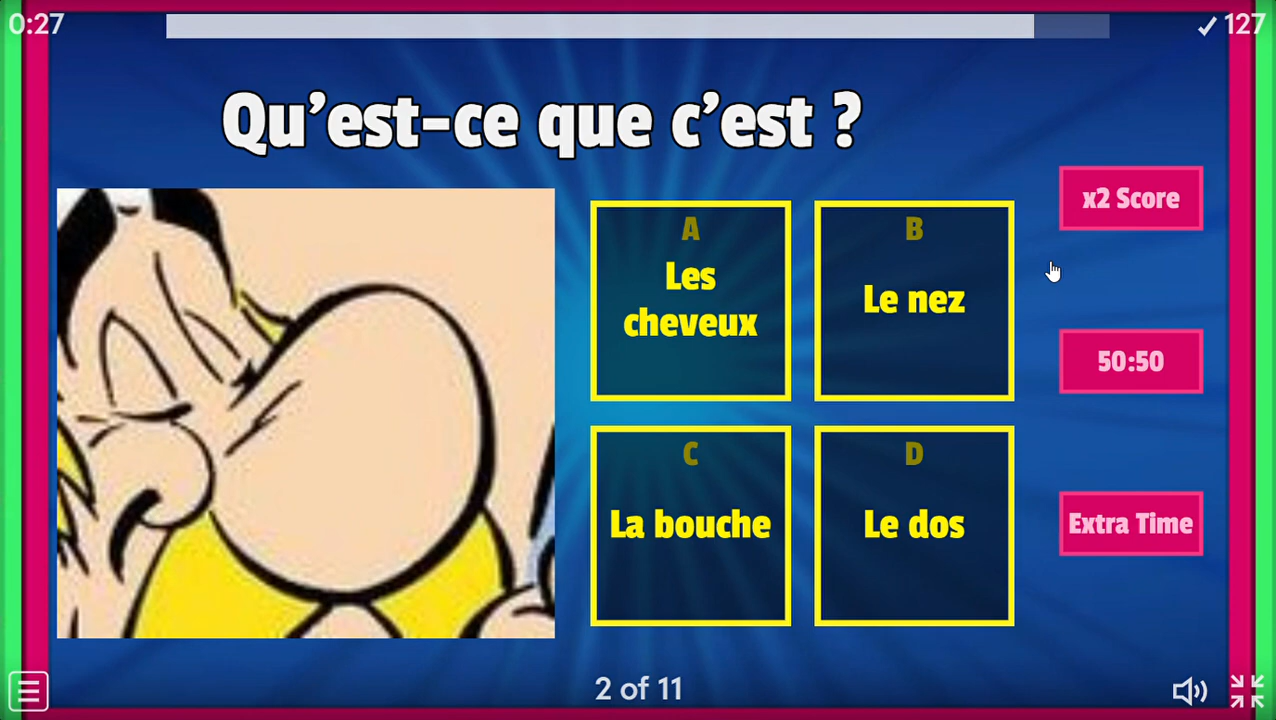 0:27
127
Qu’est-ce que c’est ?
A
Les
cheveux
B
Le nez
C
La bouche
D
Le dos
x2 Score
50:50
Extra Time
2 of 11